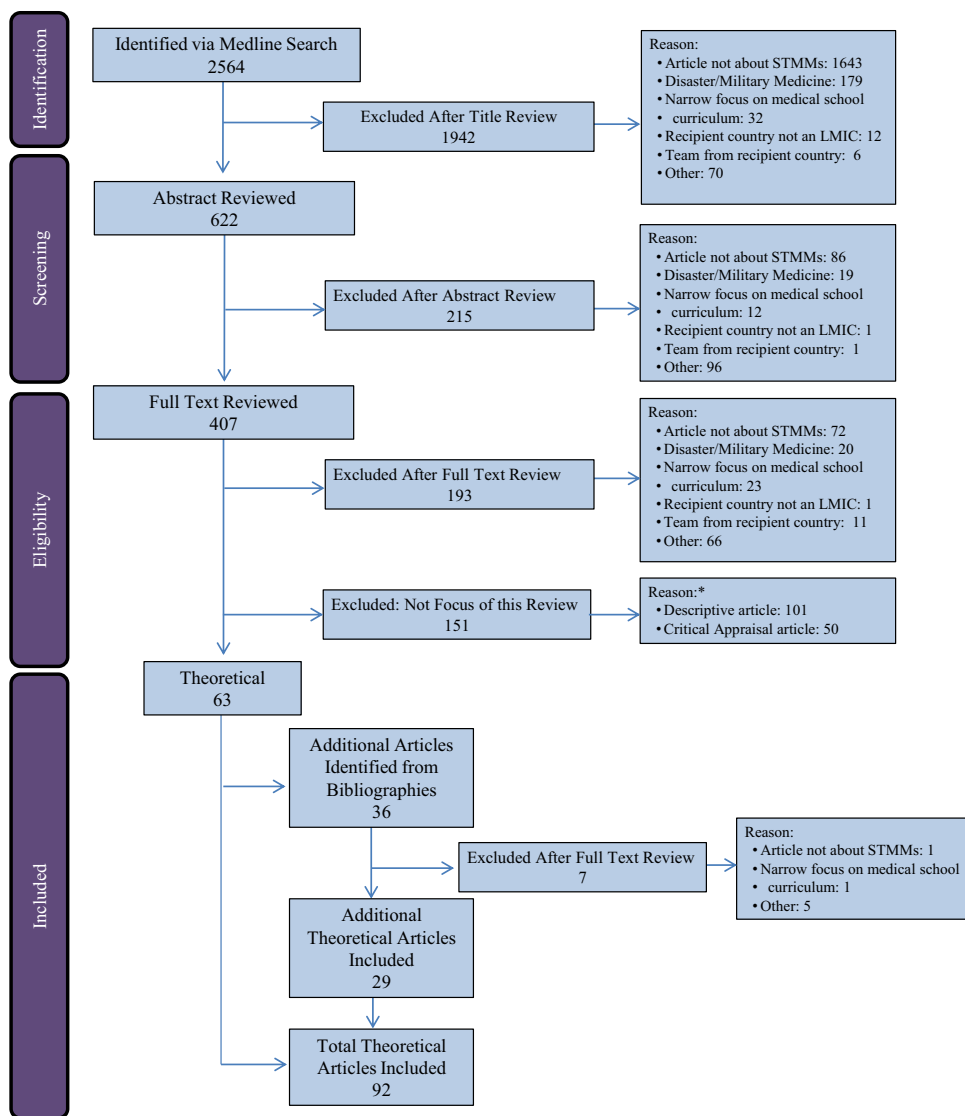 Identification
Identified via Medline Search
2564
Excluded After Title Review
1942
Reason:
• Article not about STMMs: 1643
• Disaster/Military Medicine: 179
• Narrow focus on medical school
• curriculum: 32
• Recipient country not an LMIC: 12
• Team from recipient country: 6
• Other: 70
Screening
Abstract Reviewed
622
Excluded After Abstract Review
215
Reason:
• Article not about STMMs: 86
• Disaster/Military Medicine: 19
• Narrow focus on medical school
• curriculum: 12
• Recipient country not an LMIC: 1
• Team from recipient country: 1
• Other: 96
Eligibility
Full Text Reviewed
407
Excluded After Full Text Review
193
Reason:
• Article not about STMMs: 72
• Disaster/Military Medicine: 20
• Narrow focus on medical school
• curriculum: 23
• Recipient country not an LMIC: 1
• Team from recipient country: 11
• Other: 66
Excluded: Not Focus of this Review
151
Reason:*
• Descriptive article: 101
• Critical Appraisal article: 50
Included
Theoretical
63
Additional Articles
Identified from
Bibliographies
36
Excluded After Full Text Review
7
Reason:
• Article not about STMMs: 1
• Narrow focus on medical school
• curriculum: 1
• Other: 5
Additional
Theoretical Articles
Included
29
Total Theoretical
Articles Included
92